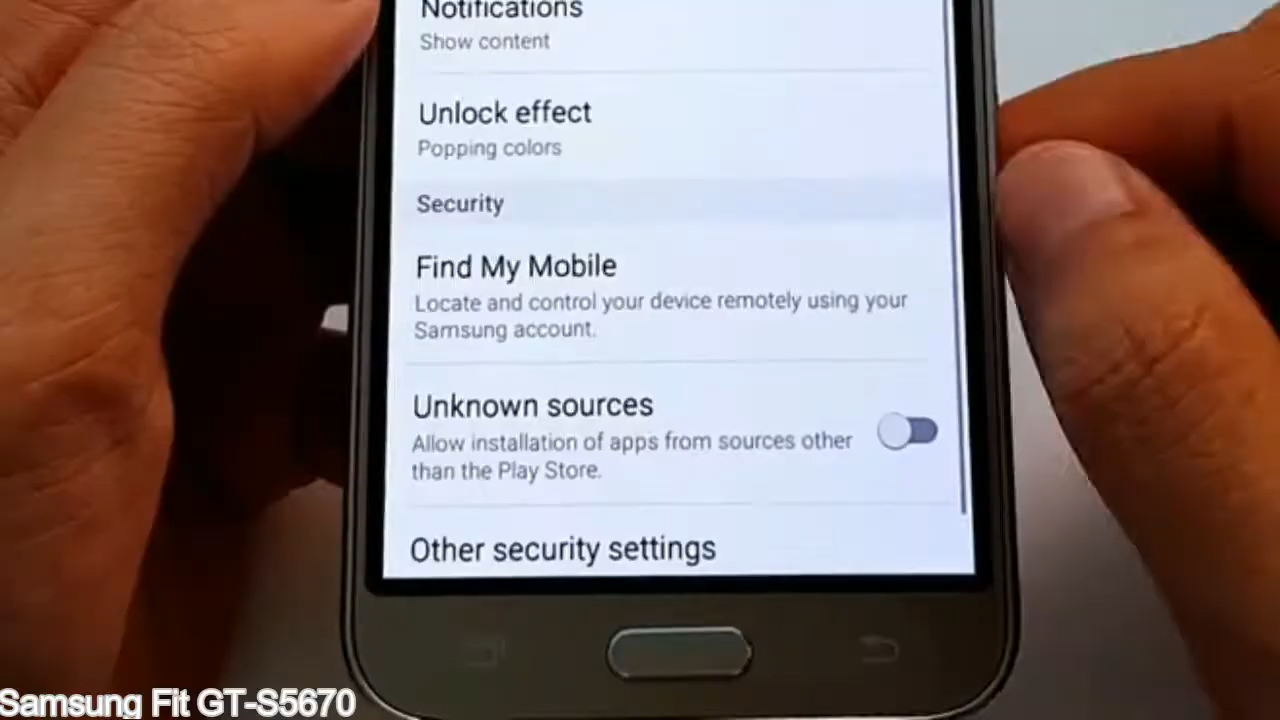 Notifications
Show content
Unlock effect
Popping colors
Security
Find My Mobile
Locate and control your device remotely using your
Samsung account.
Unknown sources
Allow installation of apps from sources other
than the Play Store.
Other security settings
Samsung Fit GT-S5670